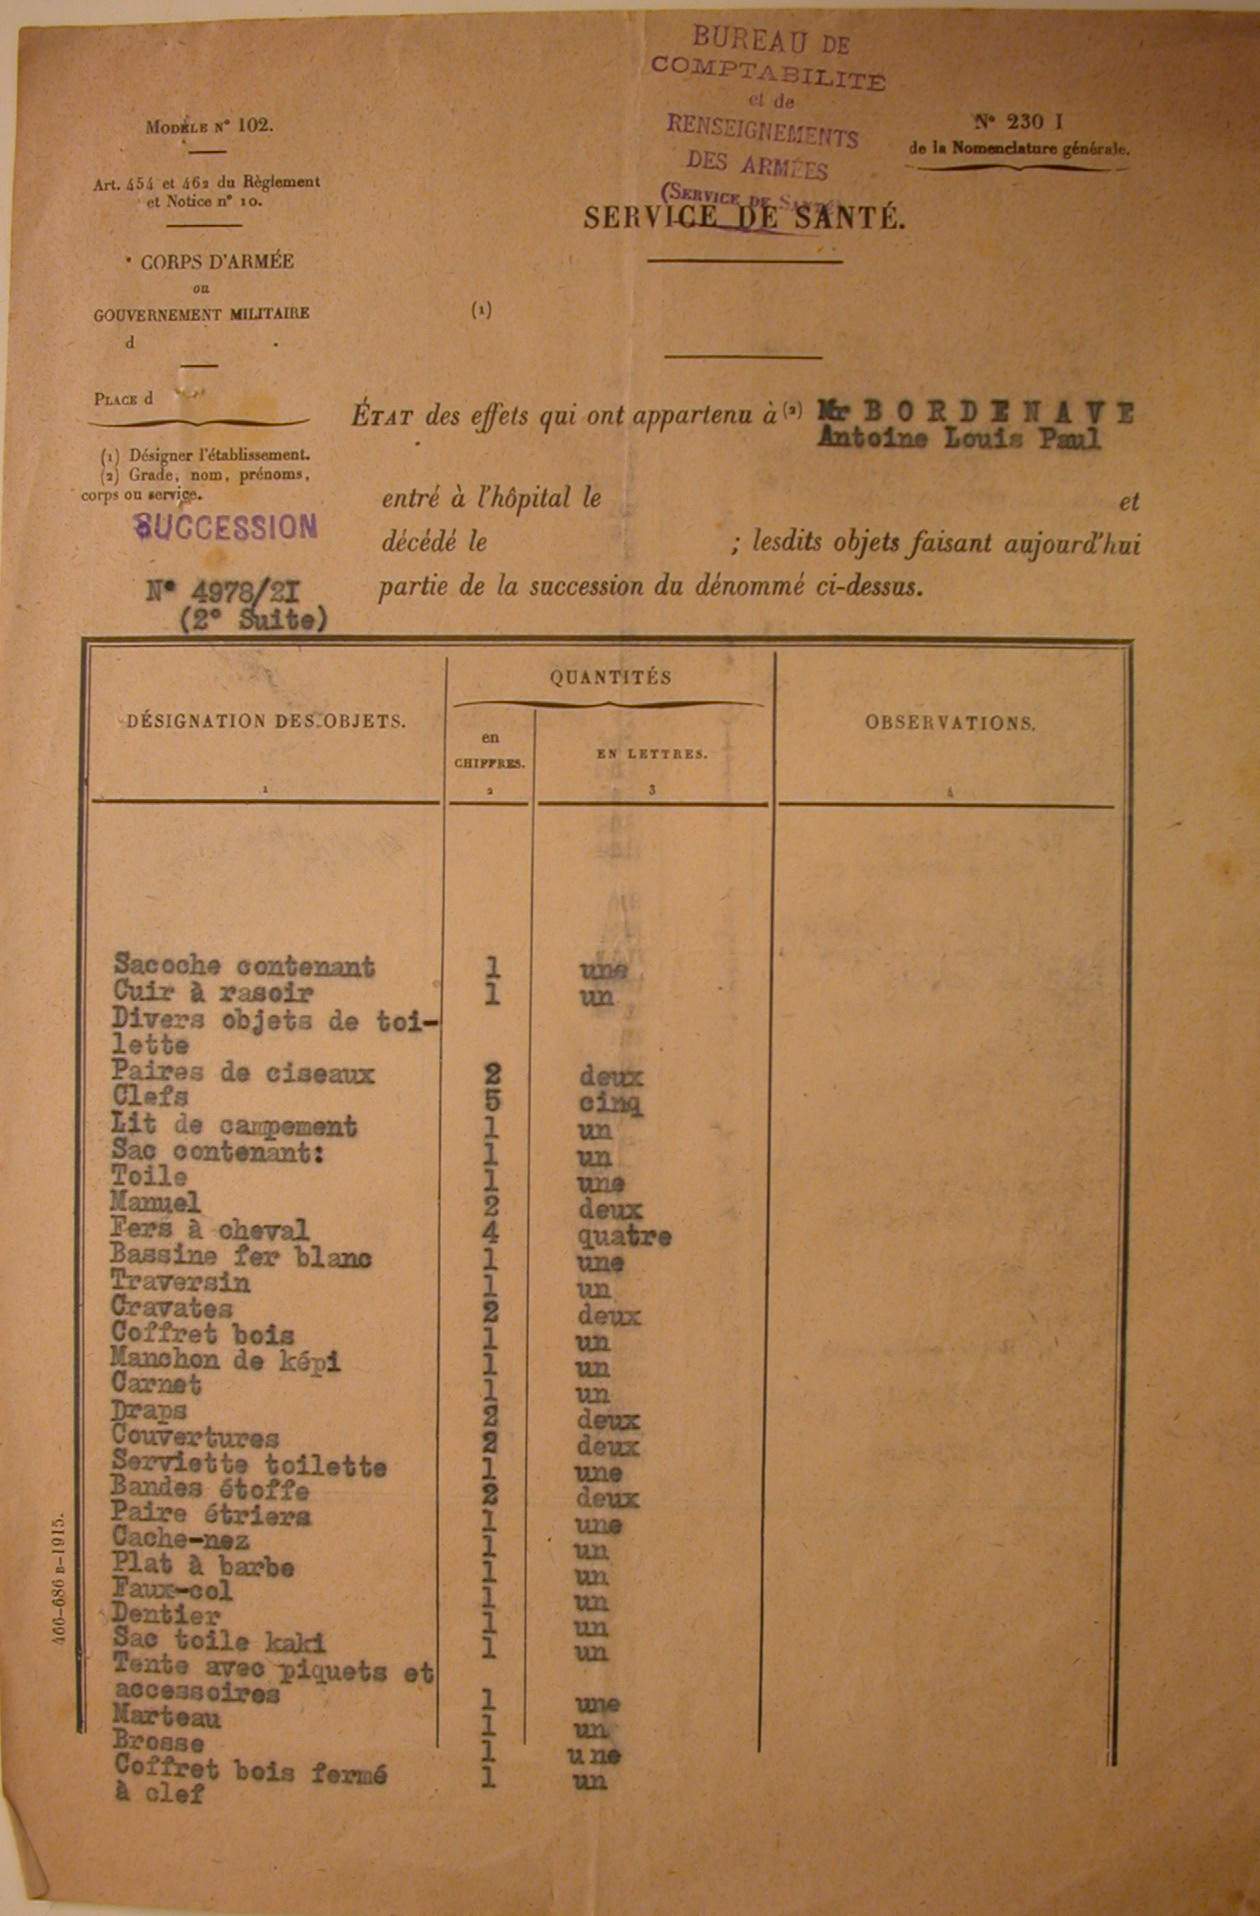 BUREAU DE
COMPTABILITÉ
et de
RENSEIGNEMENTS
DES ARMÉES
(SERVICE DE SANTÉ)
MODÈLE N° 102.
Art. 454 et 462 du Règlement
et Notice n° 10.
° CORPS D'ARMÉE
ou
GOUVERNEMENT MILITAIRE
d
PLACE d
(1) Désigner l'établissement.
(2) Grade, nom, prénoms,
corps ou service.
SUCCESSION
N° 4978/2I
(2° Suite)
N° 230 I
de la Nomenclature générale.
SERVICE DE SANTÉ.
(1)
ÉTAT des effets qui ont appartenu à (2) Mr BORDENAVE
Antoine Louis Paul
entré à l'hôpital le et
décédé le ; lesdits objets faisant aujourd'hui
partie de la succession du dénommé ci-dessus.
DÉSIGNATION DES OBJETS. QUANTITÉS OBSERVATIONS.
en CHIFFRES. EN LETTRES.
1 2 3 4
Sacoche contenant 1 une
Cuir à rasoir 1 un
Divers objets de toi-
lette
Paires de ciseaux 2 deux
Clefs 5 cinq
Lit de campement 1 un
Sac contenant: 1 un
Toile 1 une
Manuel 2 deux
Fers à cheval 4 quatre
Bassine fer blanc 1 une
Traversin 1 un
Cravates 2 deux
Coffret bois 1 un
Manchon de képi 1 un
Carnet 1 un
Draps 2 deux
Couvertures 2 deux
Serviette toilette 1 une
Bandes étoffe 2 deux
Paire étriers 1 une
Cache-nez 1 un
Plat à barbe 1 un
Faux-col 1 un
Dentier 1 un
Sac toile kaki 1 un
Tente avec piquets et
accessoires 1 une
Marteau 1 un
Brosse 1 une
Coffret bois fermé 1 un
à clef
466-686 B-1915.